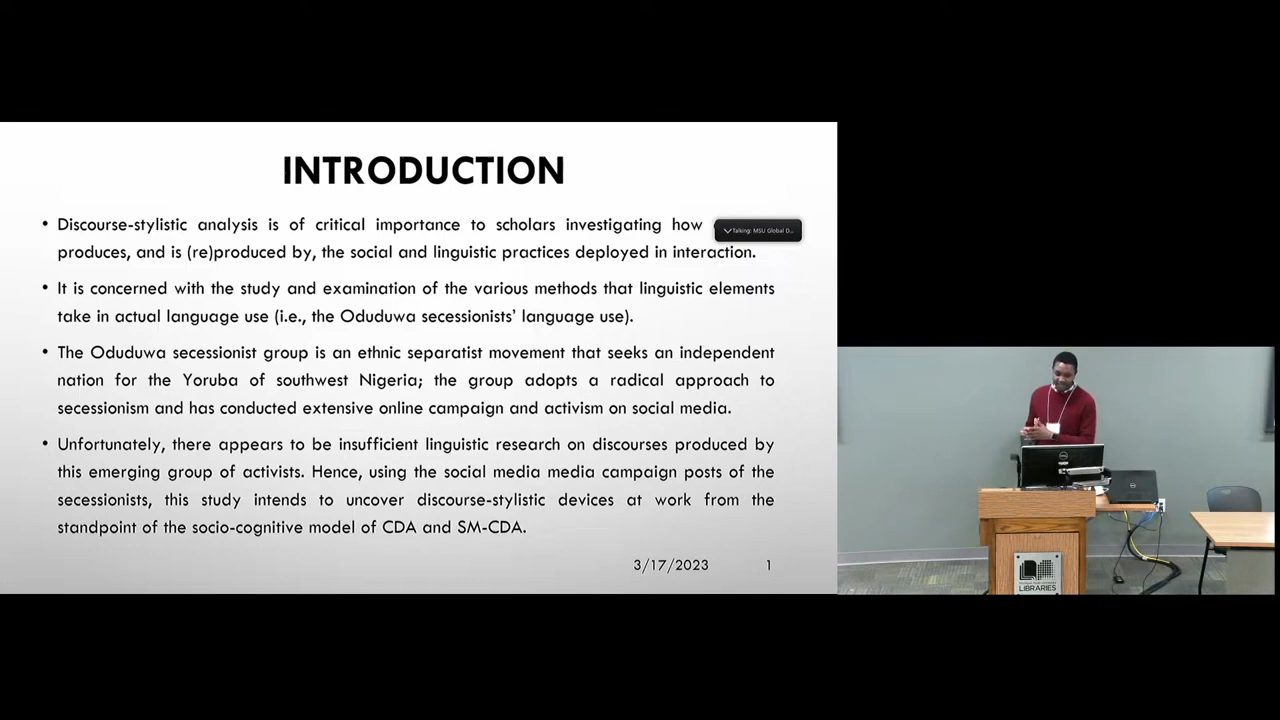 INTRODUCTION
• Discourse-stylistic analysis is of critical importance to scholars investigating how
Talking: MSU Global D...
produces, and is (re)produced by, the social and linguistic practices deployed in interaction.
• It is concerned with the study and examination of the various methods that linguistic elements
take in actual language use (i.e., the Oduduwa secessionists' language use).
• The Oduduwa secessionist group is an ethnic separatist movement that seeks an independent
nation for the Yoruba of southwest Nigeria; the group adopts a radical approach to
secessionism and has conducted extensive online campaign and activism on social media.
• Unfortunately, there appears to be insufficient linguistic research on discourses produced by
this emerging group of activists. Hence, using the social media media campaign posts of the
secessionists, this study intends to uncover discourse-stylistic devices at work from the
standpoint of the socio-cognitive model of CDA and SM-CDA.
3/17/2023 1
LIBRARIES